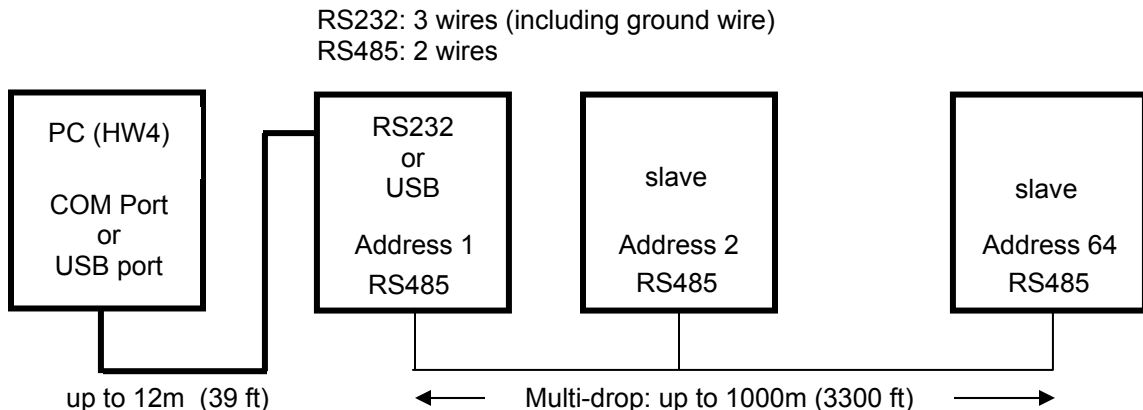 RS232: 3 wires (including ground wire)
RS485: 2 wires
PC (HW4)
COM Port
or
USB port
RS232
or
USB
Address 1
RS485
slave
Address 2
RS485
slave
Address 64
RS485
up to 12m (39 ft)
Multi-drop: up to 1000m (3300 ft)